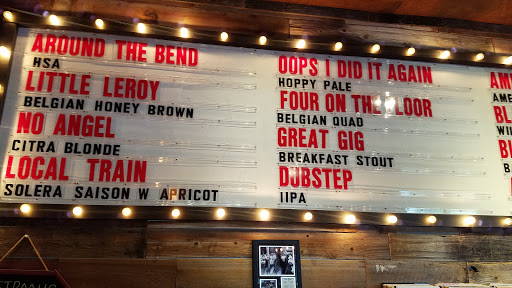 AROUND THE BEND
HSA
LITTLE LEROY
BELGIAN HONEY BROWN
NO ANGEL
CITRA BLONDE
LOCAL TRAIN
SOLERA SAISON W APRICOT
OOPS I DID IT AGAIN
HOPPY PALE
FOUR ON THE FLOOR
BELGIAN QUAD
GREAT GIG
BREAKFAST STOUT
DUBSTEP
IIPA